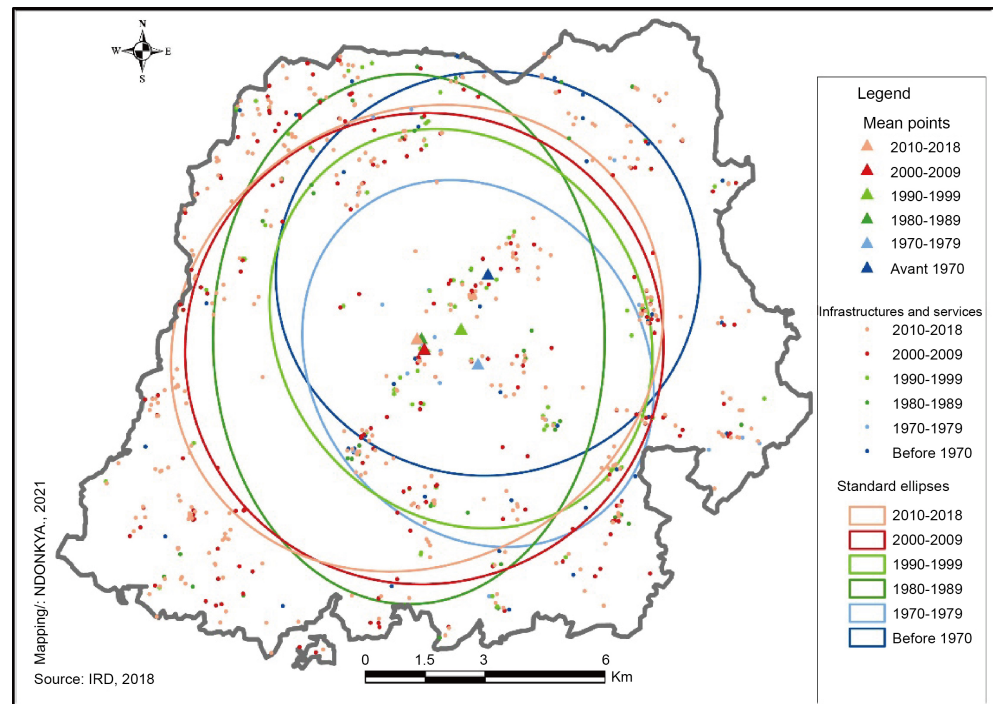 N
W
E
S
Legend
Mean points
2010-2018
2000-2009
1990-1999
1980-1989
1970-1979
Avant 1970
Infrastructures and services
2010-2018
2000-2009
1990-1999
1980-1989
1970-1979
Before 1970
Standard ellipses
2010-2018
2000-2009
1990-1999
1980-1989
1970-1979
Before 1970
Mapping/: NDONKYA., 2021
Source: IRD, 2018
0 1.5 3 6
Km